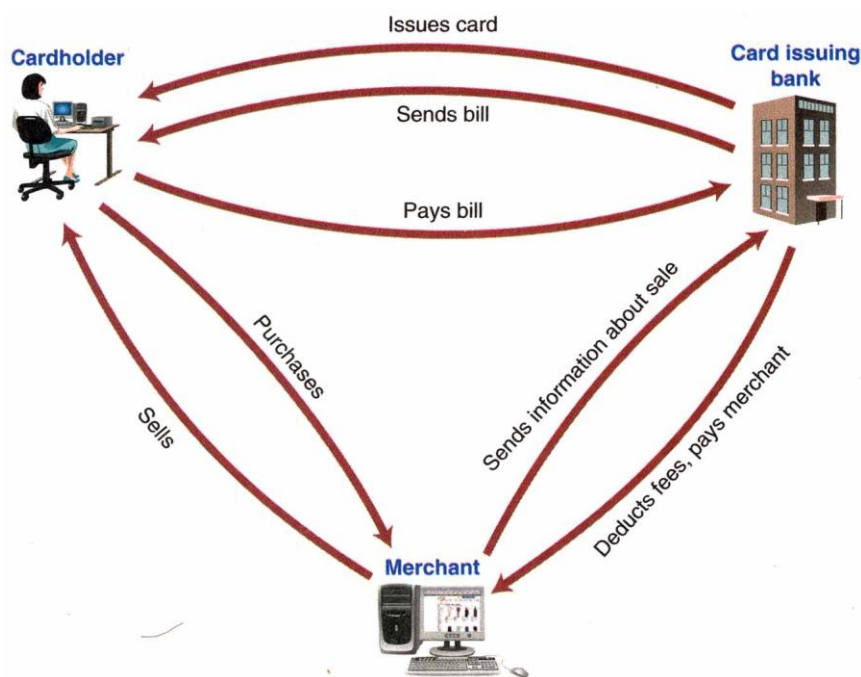 Issues card
Cardholder
Card issuing
bank
Sends bill
Pays bill
Purchases
Sells
Sends information about sale
Deducts fees, pays merchant
Merchant